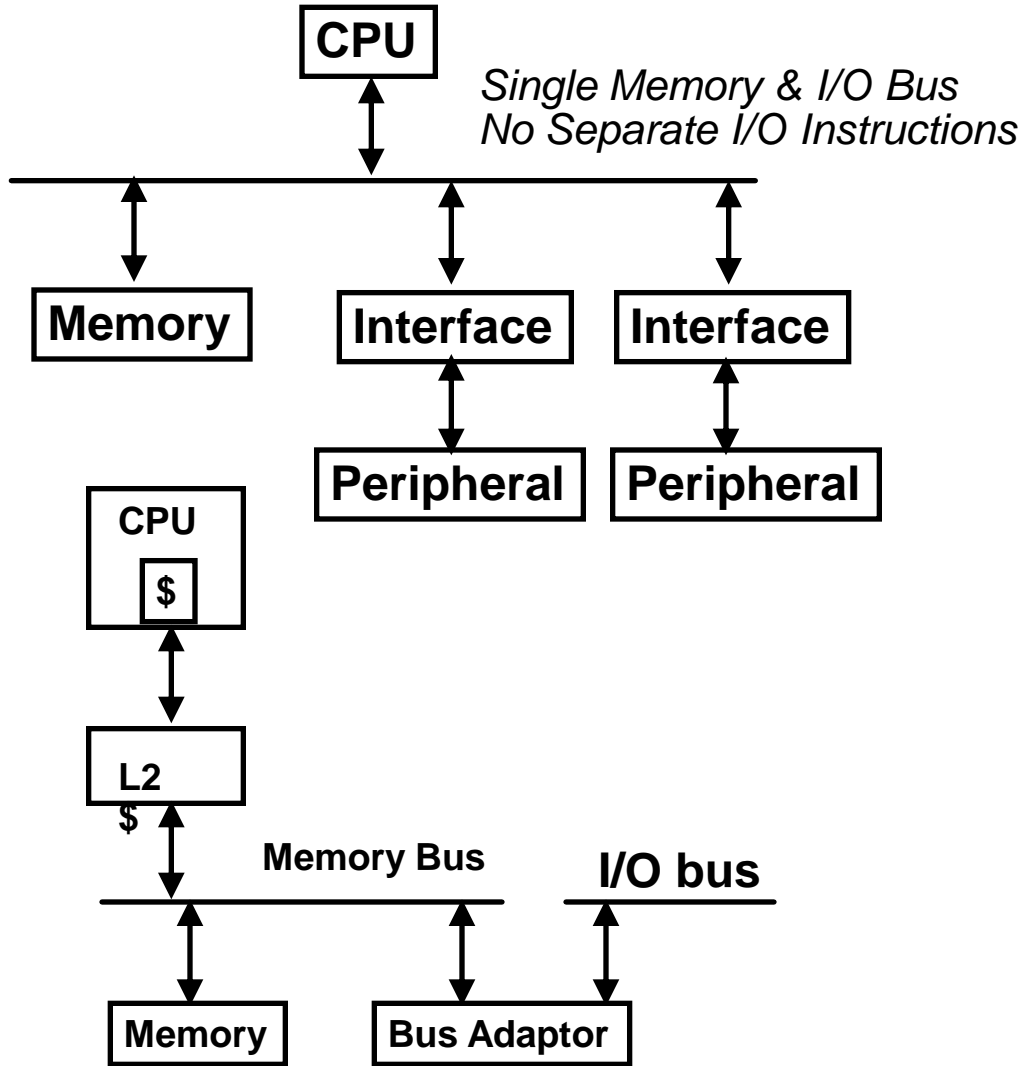 CPU
Single Memory & I/O Bus
No Separate I/O Instructions
Memory
Interface
Interface
Peripheral
Peripheral
CPU
$
L2
$
Memory Bus
I/O bus
Memory
Bus Adaptor